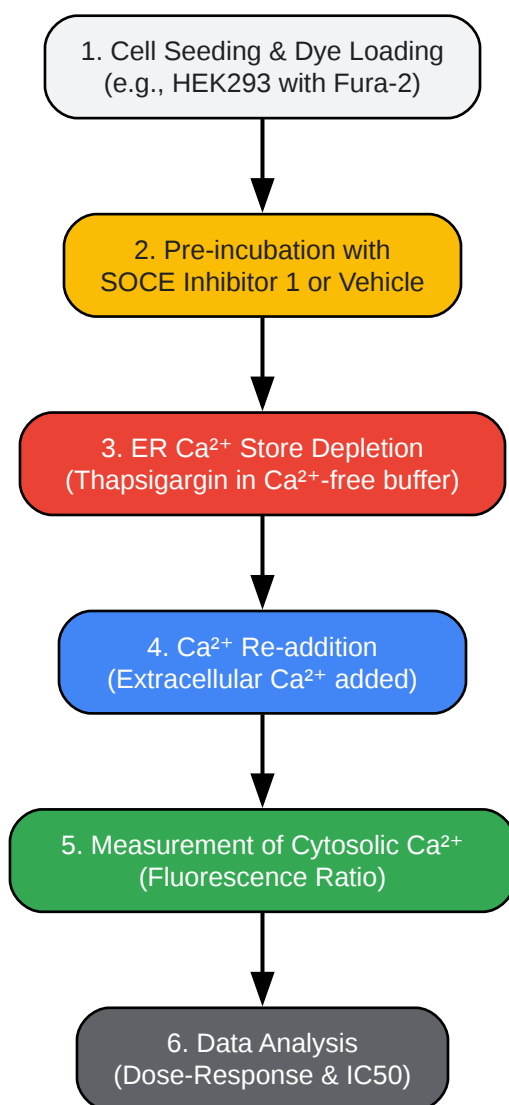 1. Cell Seeding & Dye Loading
(e.g., HEK293 with Fura-2)
2. Pre-incubation with
SOCE Inhibitor 1 or Vehicle
3. ER Ca²⁺ Store Depletion
(Thapsigargin in Ca²⁺-free buffer)
4. Ca²⁺ Re-addition
(Extracellular Ca²⁺ added)
5. Measurement of Cytosolic Ca²⁺
(Fluorescence Ratio)
6. Data Analysis
(Dose-Response & IC50)